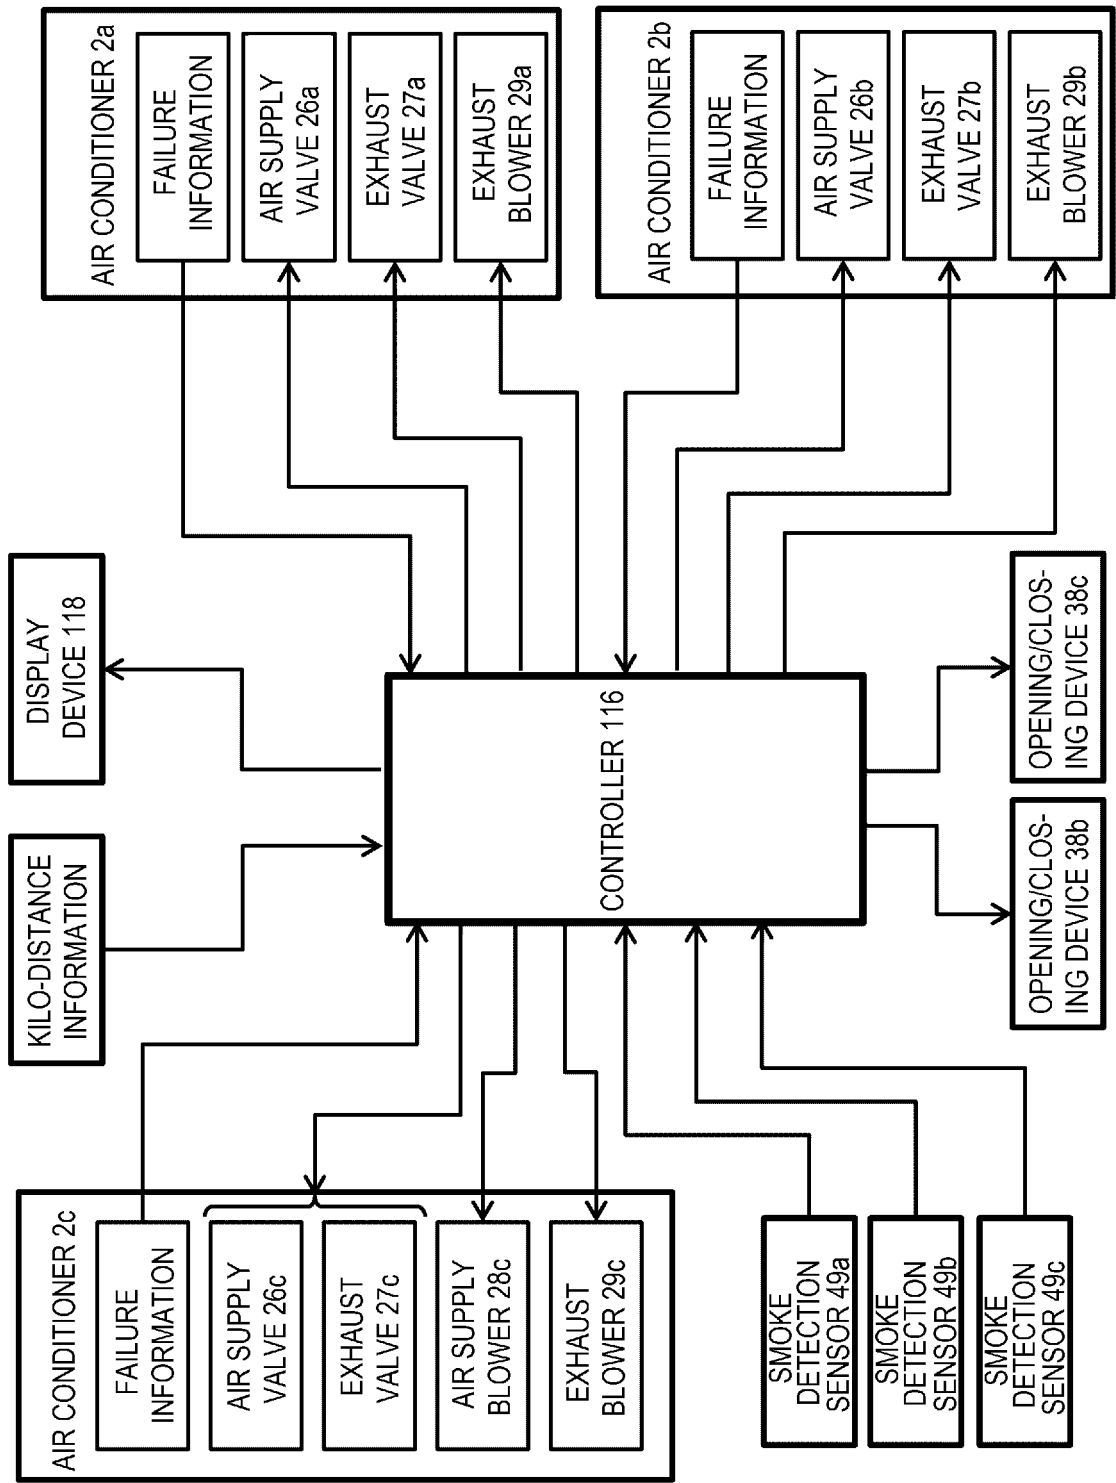 AIR CONDITIONER 2c
FAILURE
INFORMATION
AIR SUPPLY
VALVE 26c
EXHAUST
VALVE 27c
AIR SUPPLY
BLOWER 28c
EXHAUST
BLOWER 29c
SMOKE
DETECTION
SENSOR 49a
SMOKE
DETECTION
SENSOR 49b
SMOKE
DETECTION
SENSOR 49c
KILO-DISTANCE
INFORMATION
DISPLAY
DEVICE 118
CONTROLLER 116
OPENING/CLOS-
ING DEVICE 38b
OPENING/CLOS-
ING DEVICE 38c
AIR CONDITIONER 2a
FAILURE
INFORMATION
AIR SUPPLY
VALVE 26a
EXHAUST
VALVE 27a
EXHAUST
BLOWER 29a
AIR CONDITIONER 2b
FAILURE
INFORMATION
AIR SUPPLY
VALVE 26b
EXHAUST
VALVE 27b
EXHAUST
BLOWER 29b